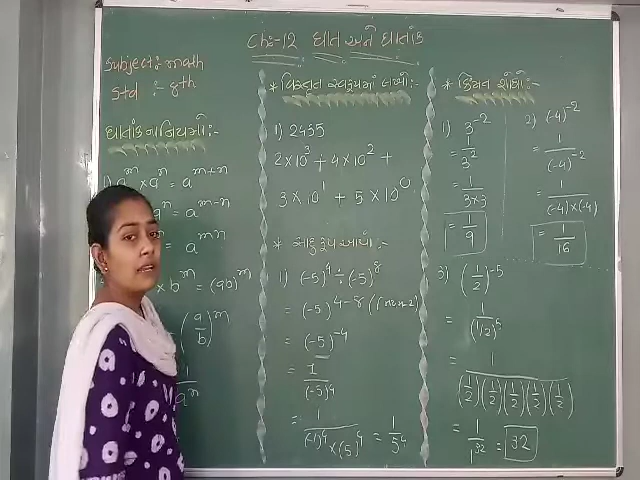 Ch:-12 ઘાત અને ઘાતાંક
Subject:- math
Std :- 8th
ઘાતાંકના નિયમો :-
1) a^m × a^n = a^{m+n}
= a^{m-n}
= a^{mn}
× b^m = (ab)^m
(a/b)^m
1/a^m
* વિસ્તૃત સ્વરૂપમાં લખો :-
1) 2435
2×10^3 + 4×10^2 +
3×10^1 + 5×10^0
* સાદુ રૂપ આપો :-
1) (-5)^4 ÷ (-5)^8
= (-5)^{4-8}
= (-5)^{-4}
= 1/(-5)^4
= 1/((-1)^4 × (5)^4) = 1/5^4
* કિંમત શોધો :-
1) 3^{-2}
= 1/3^2
= 1/(3×3)
= 1/9
2) (-4)^{-2}
= 1/(-4)^{-2}
= 1/((-4)×(-4))
= 1/16
3) (1/2)^{-5}
= 1/(1/2)^5
= 1/((1/2)(1/2)(1/2)(1/2)(1/2))
= 1/1^{32} = 32